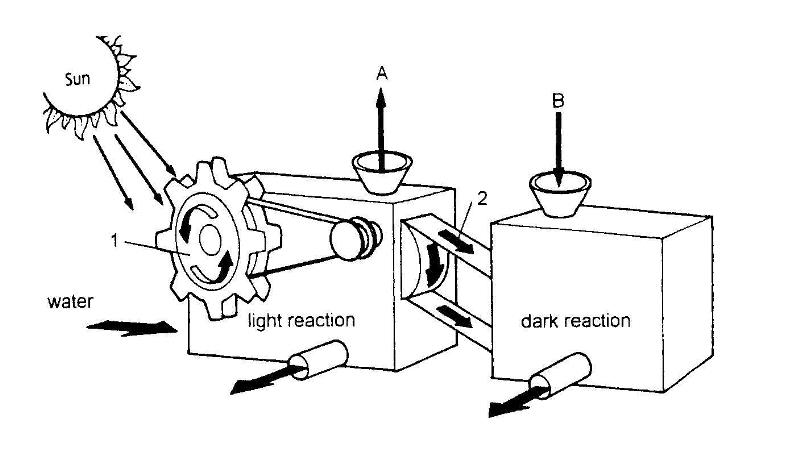 Sun
A
B
2
1
water
light reaction
dark reaction